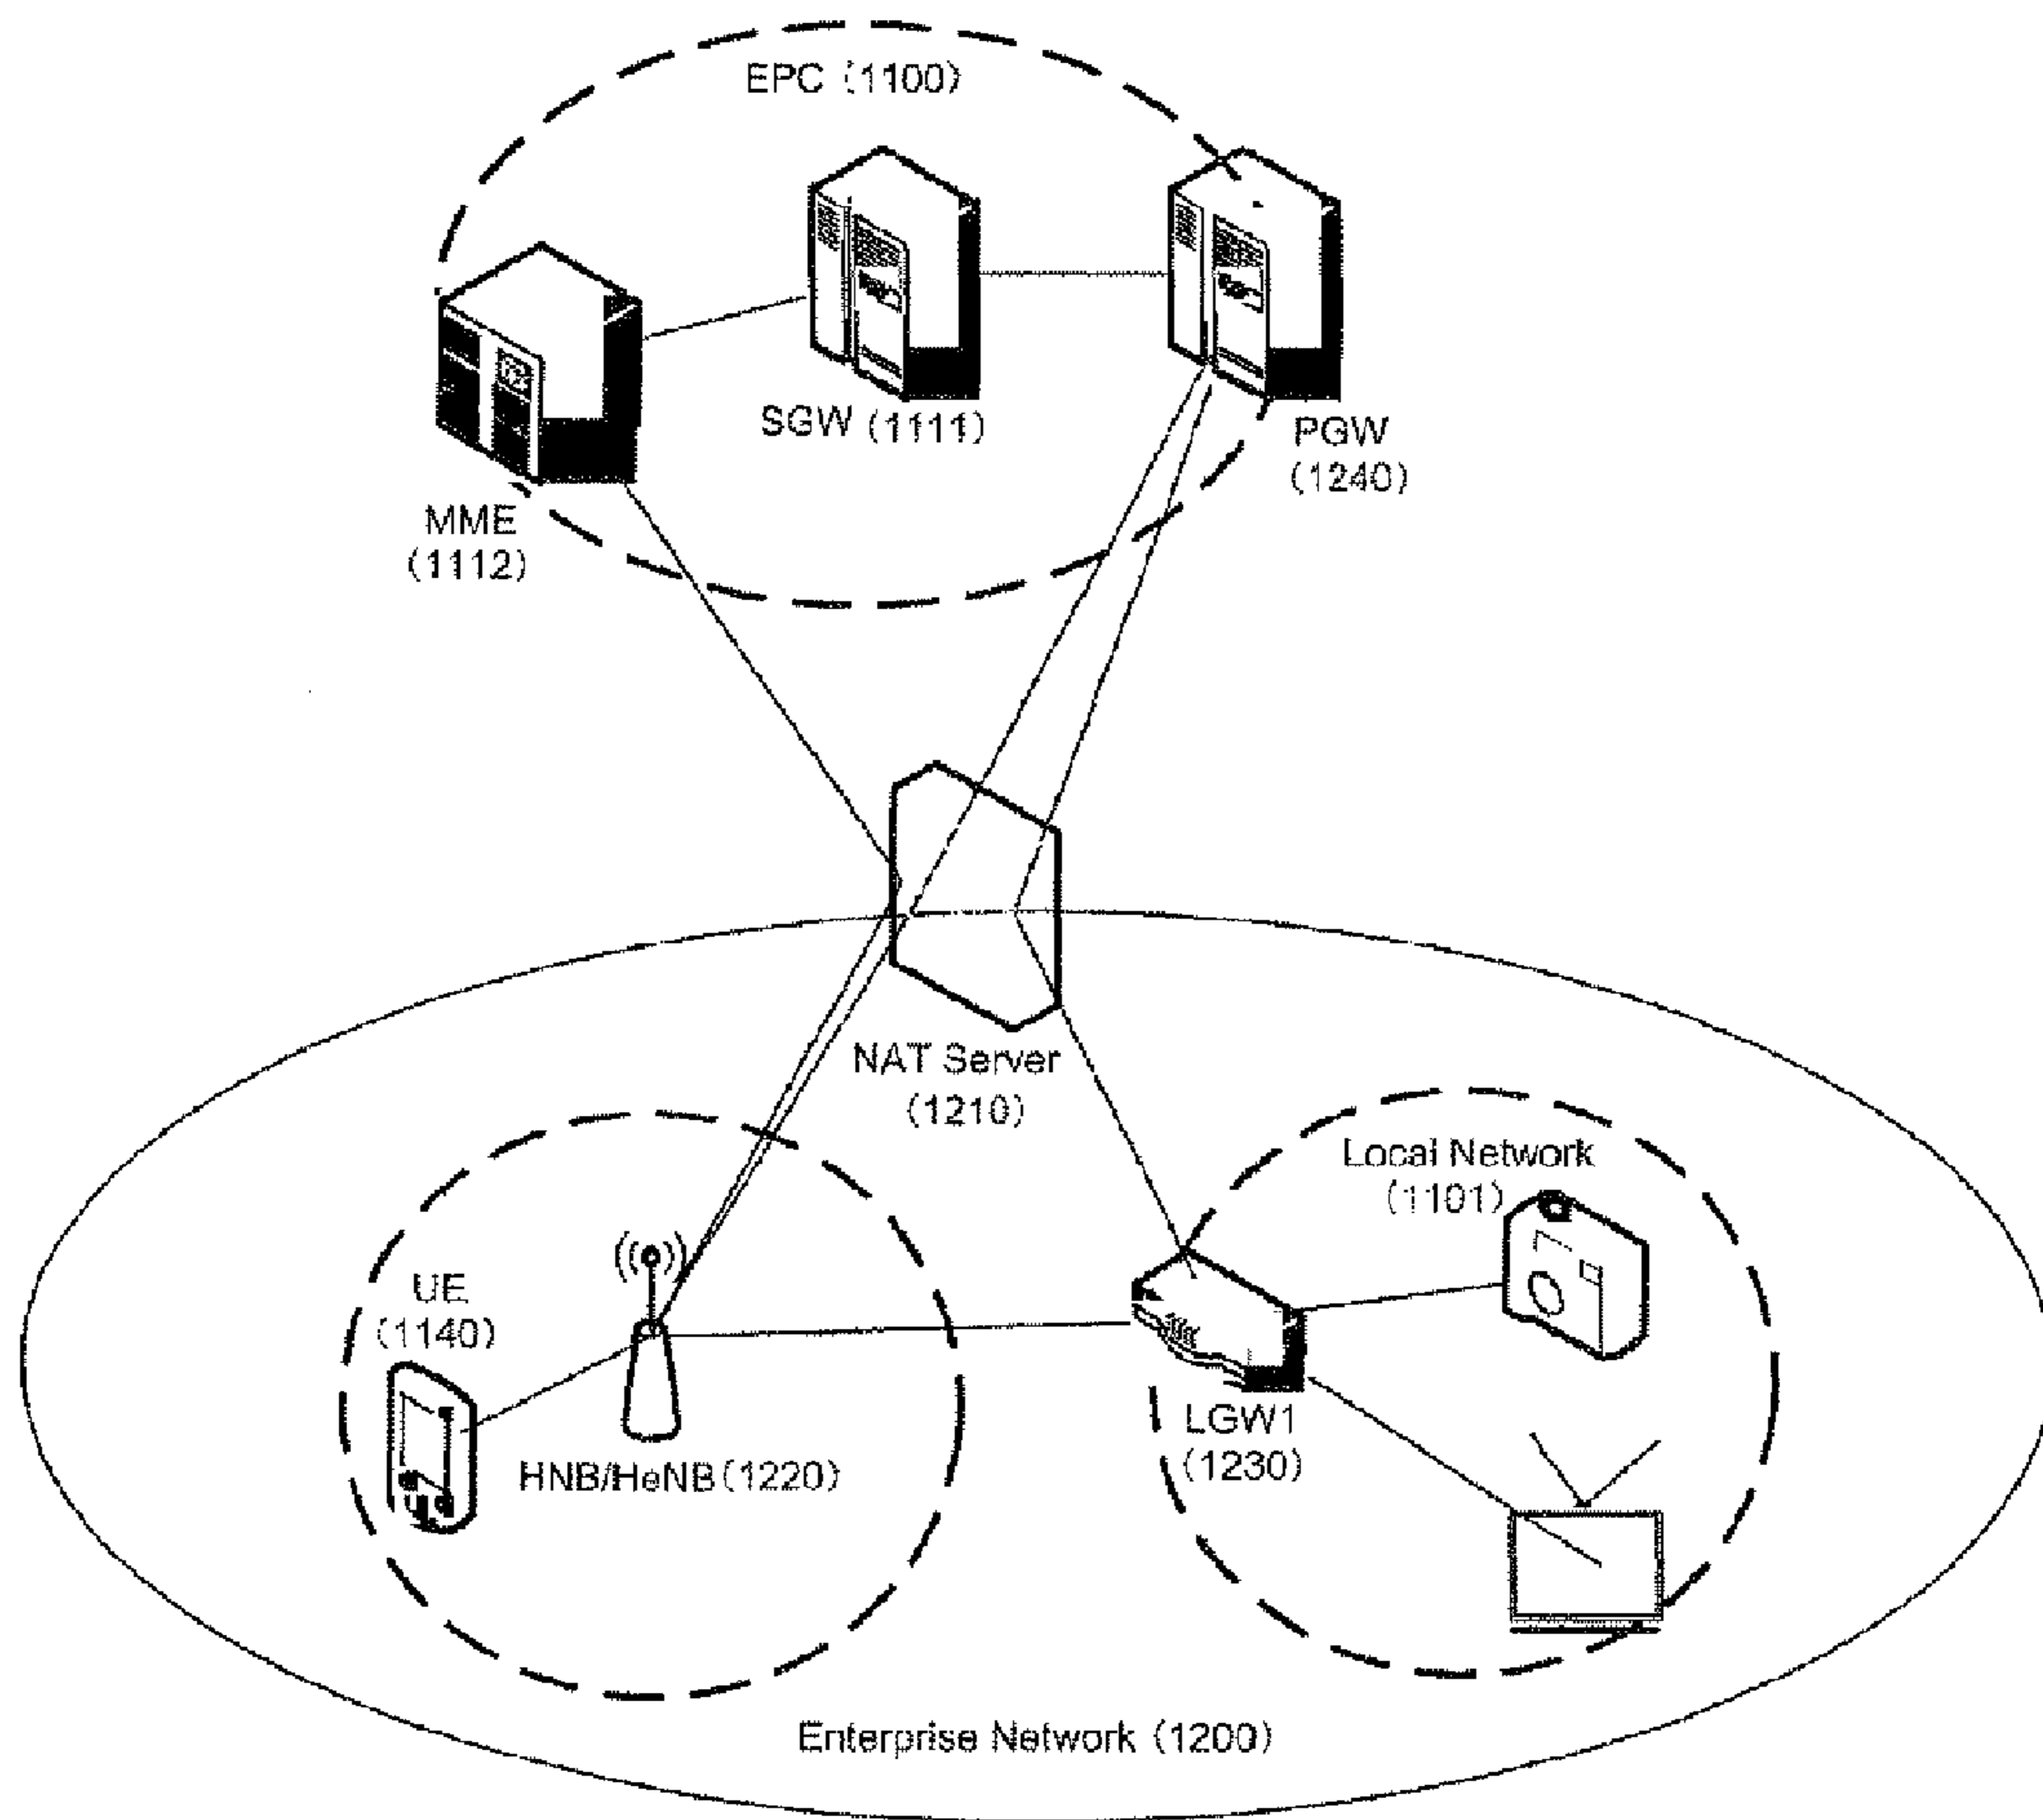 EPC (1100)
SGW (1111)
PGW
(1240)
MME
(1112)
NAT Server
(1210)
Local Network
(1101)
UE
(1140)
HNB/HeNB(1220)
LGW1
(1230)
Enterprise Network (1200)